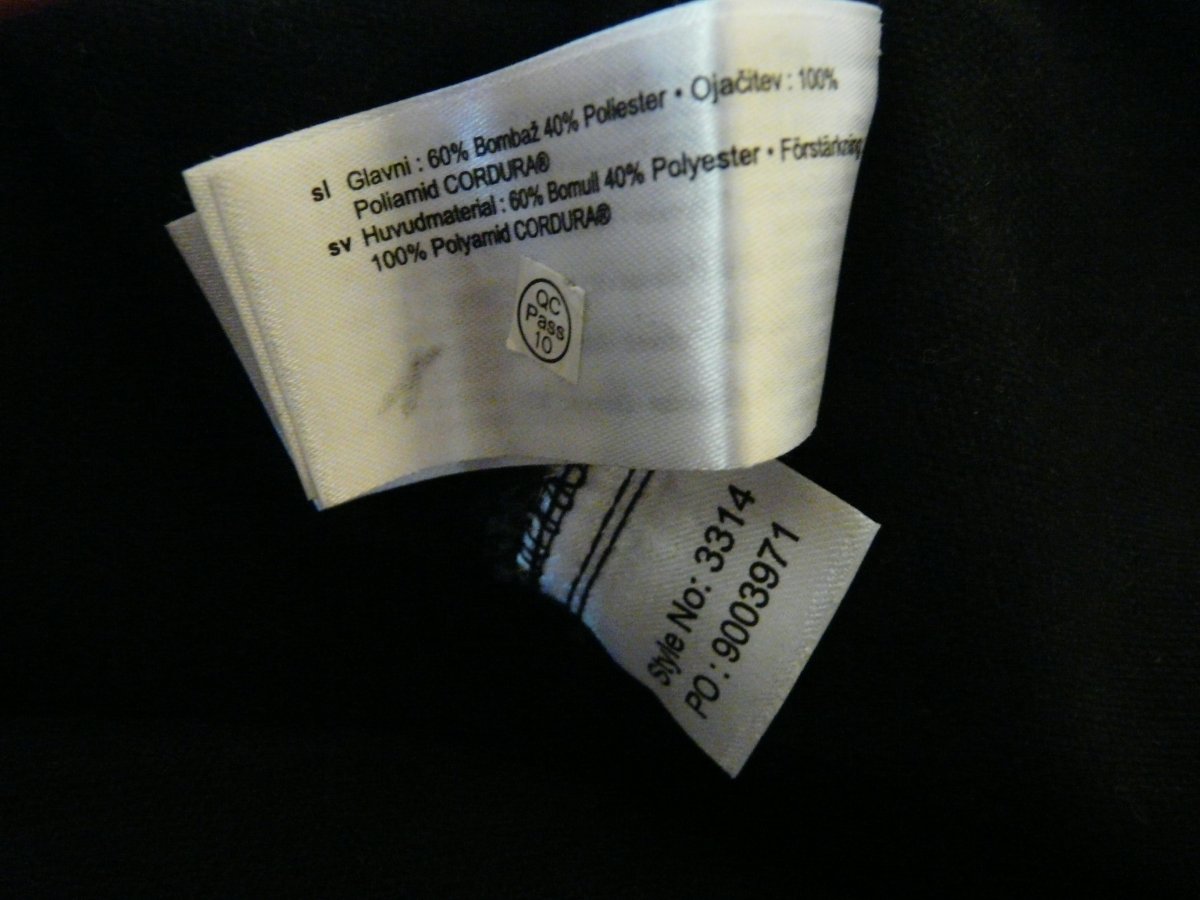 sl Glavni : 60% Bombaž 40% Poliester • Ojačitev : 100%
Poliamid CORDURA®
sv Huvudmaterial : 60% Bomull 40% Polyester • Förstärkning
100% Polyamid CORDURA®
QC
Pass
10
Style No: 3314
PO : 9003971